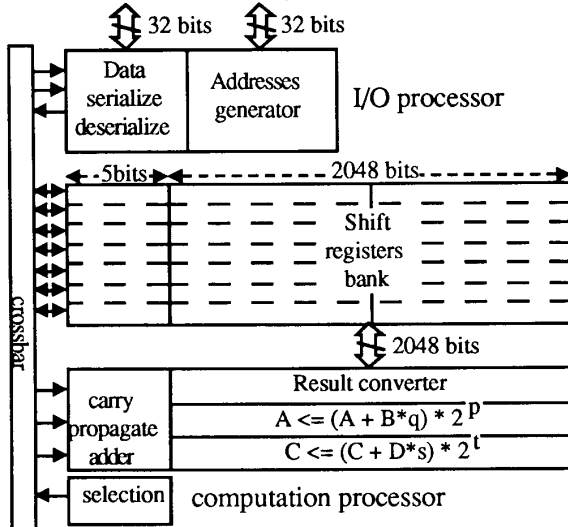 32 bits 32 bits
Data serialize deserialize
Addresses generator
I/O processor
5bits 2048 bits
Shift registers bank
crossbar
2048 bits
carry propagate adder
Result converter
A <= (A + B*q) * 2^p
C <= (C + D*s) * 2^t
selection
computation processor